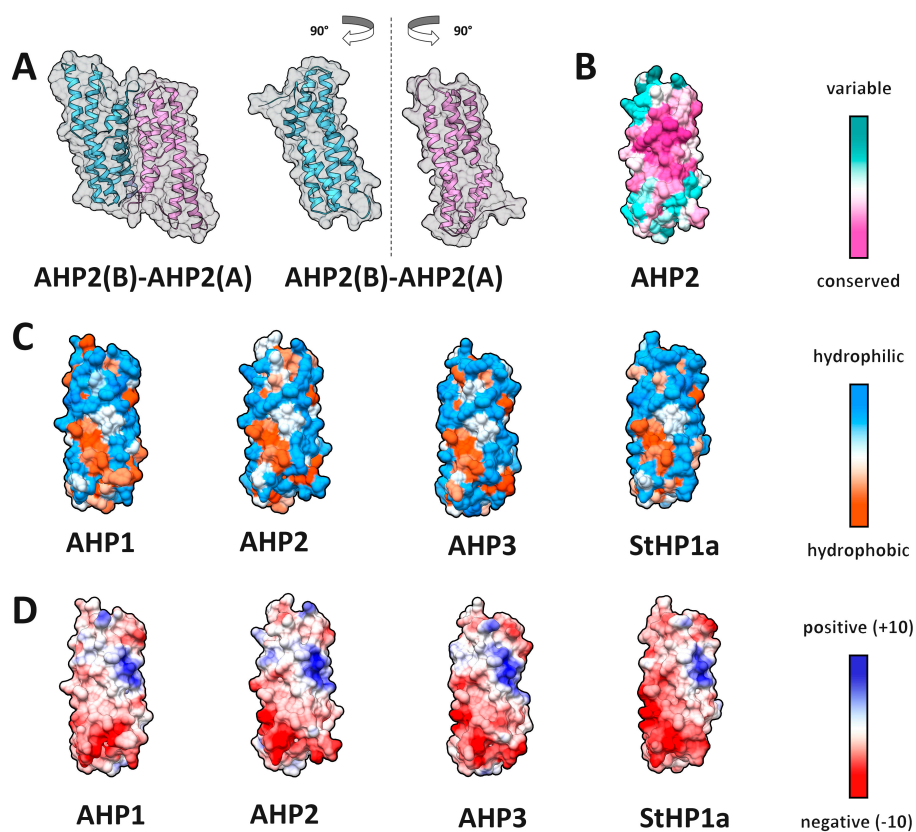 90° 90°
A
B
AHP2(B)-AHP2(A)
AHP2(B)-AHP2(A)
AHP2
variable
conserved
C
AHP1
AHP2
AHP3
StHP1a
hydrophilic
hydrophobic
D
AHP1
AHP2
AHP3
StHP1a
positive (+10)
negative (-10)